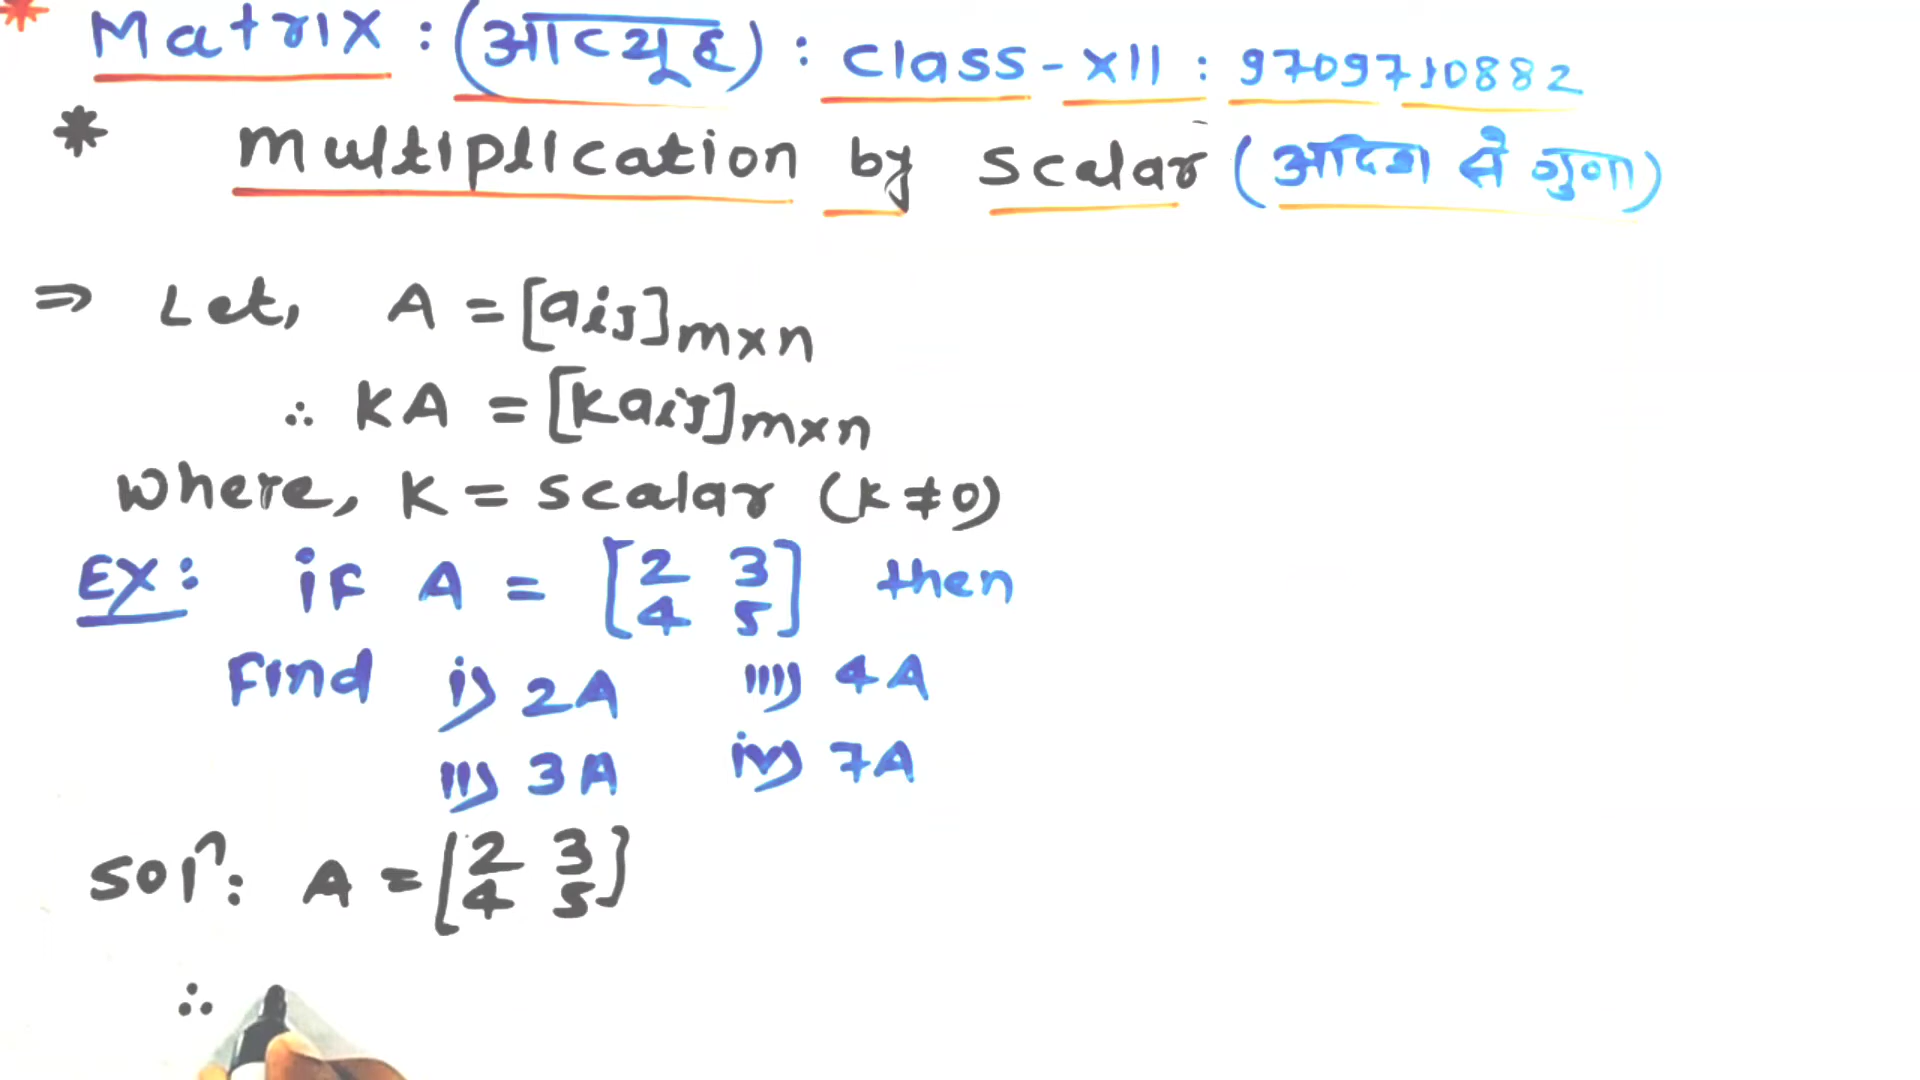 * Matrix : (आव्यूह) : Class - XII : 9709710882
* Multiplication by Scalar (अदिश से गुणा)
⇒ Let, A = [aij]m×n
∴ KA = [Kaij]m×n
Where, K = Scalar (K ≠ 0)
EX: if A = [2 3
4 5] then
Find i) 2A iii) 4A
ii) 3A iv) 7A
Solⁿ: A = [2 3
4 5]
∴